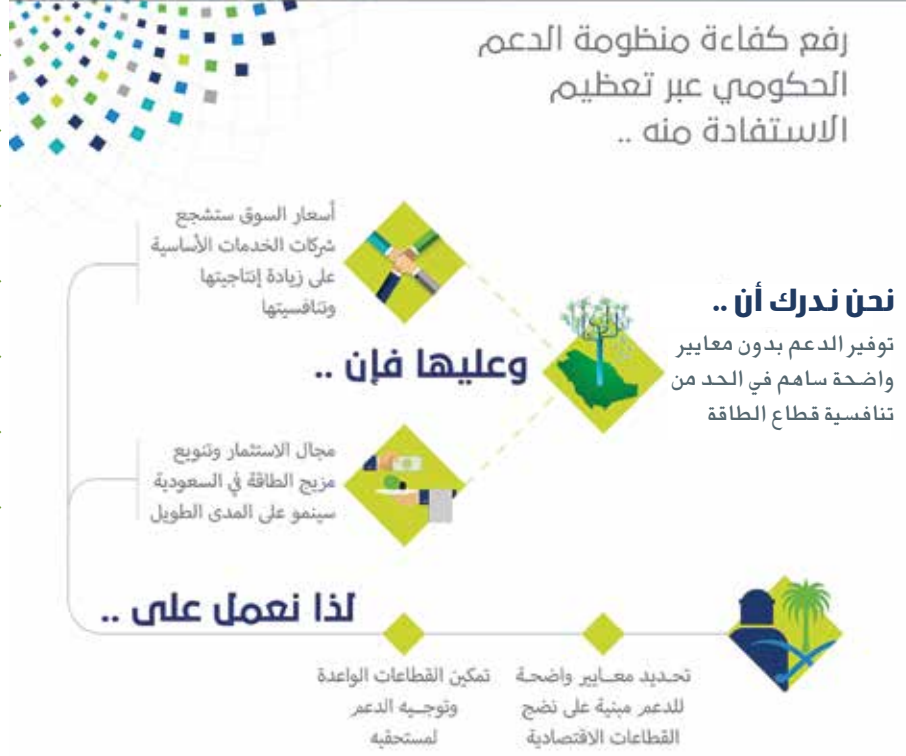 رفع كفاءة منظومة الدعم
الحكومي عبر تعظيم
الاستفادة منه ..
نحن ندرك أن ..
توفير الدعم بدون معايير
واضحة ساهم في الحد من
تنافسية قطاع الطاقة
وعليها فإن ..
أسعار السوق ستشجع
شركات الخدمات الأساسية
على زيادة إنتاجيتها
وتنافسيتها
مجال الاستثمار وتنويع
مزيج الطاقة في السعودية
سينمو على المدى الطويل
لذا نعمل على ..
تحديد معايير واضحة
للدعم مبنية على نضج
القطاعات الاقتصادية
تمكين القطاعات الواعدة
وتوجيه الدعم
لمستحقيه